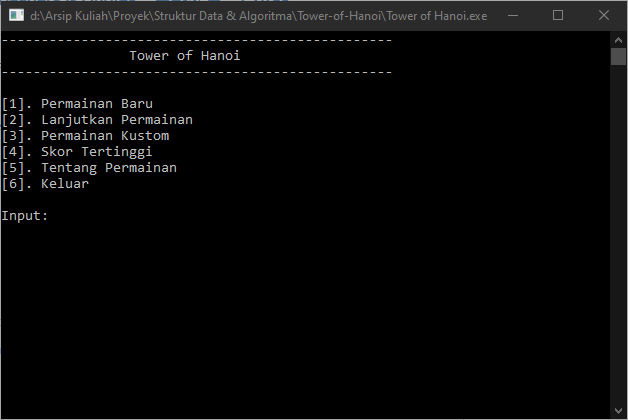 d:\Arsip Kuliah\Proyek\Struktur Data & Algoritma\Tower-of-Hanoi\Tower of Hanoi.exe
-------------------------------------------------
Tower of Hanoi
-------------------------------------------------
[1]. Permainan Baru
[2]. Lanjutkan Permainan
[3]. Permainan Kustom
[4]. Skor Tertinggi
[5]. Tentang Permainan
[6]. Keluar
Input: